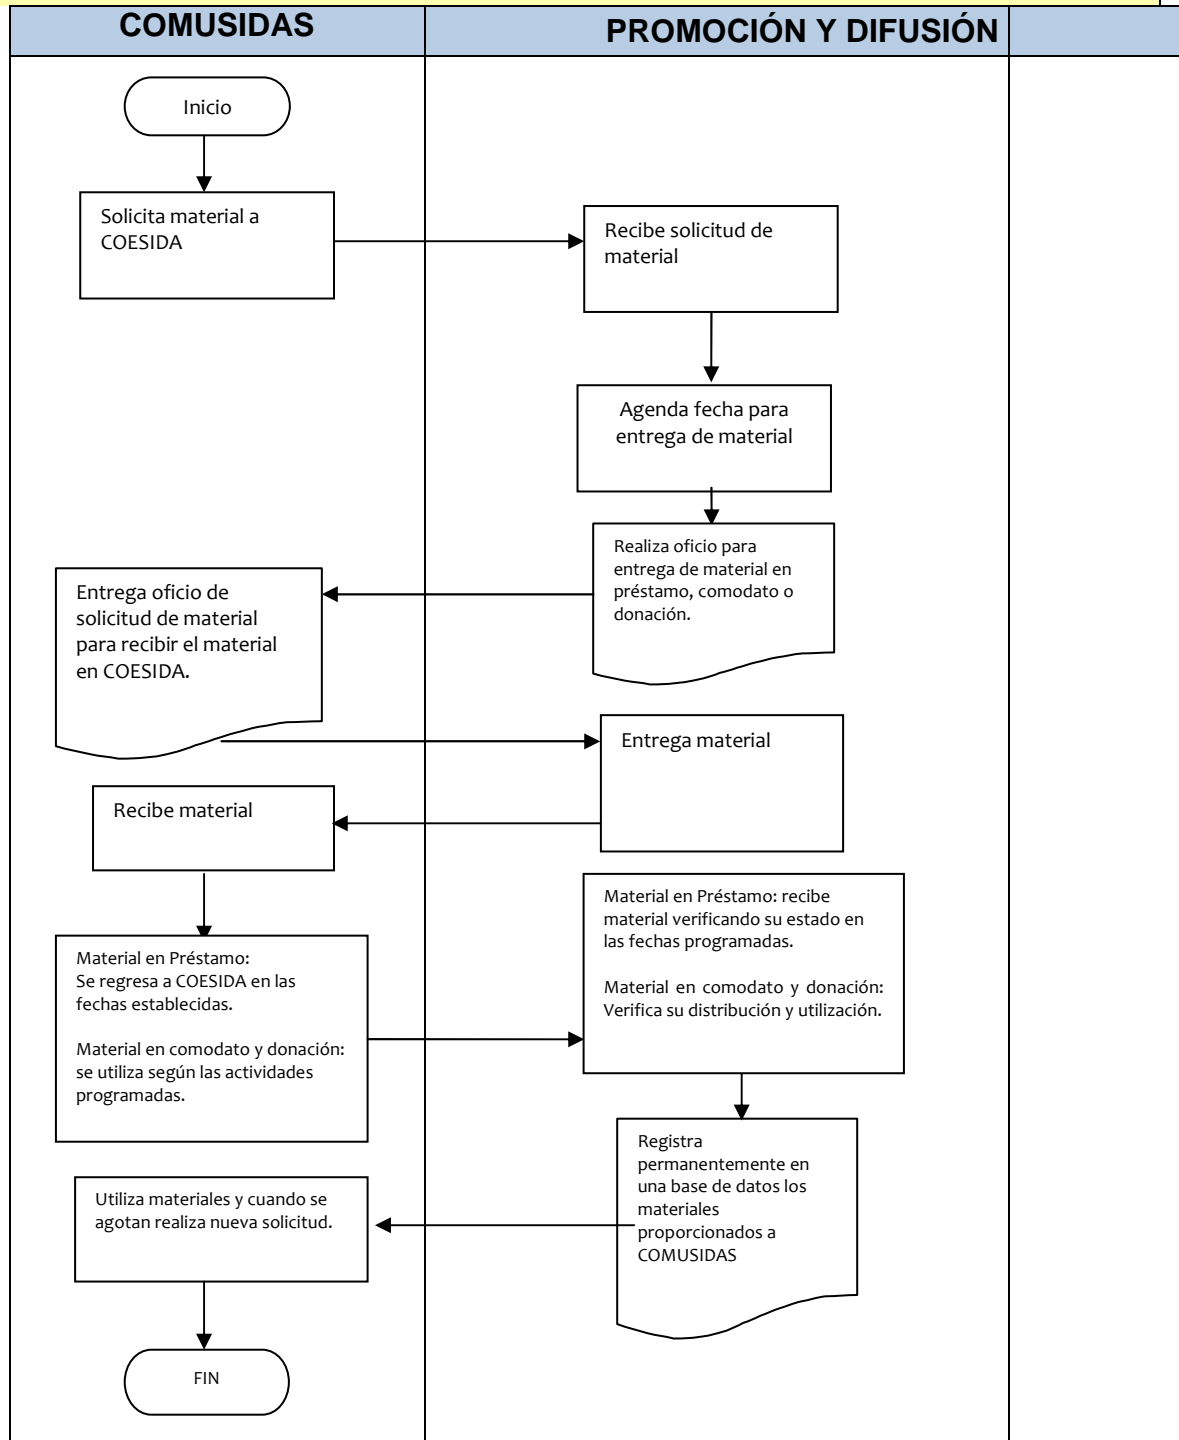 COMUSIDAS
PROMOCIÓN Y DIFUSIÓN
Inicio
Solicita material a
COESIDA
Recibe solicitud de
material
Agenda fecha para
entrega de material
Realiza oficio para
entrega de material en
préstamo, comodato o
donación.
Entrega oficio de
solicitud de material
para recibir el material
en COESIDA.
Entrega material
Recibe material
Material en Préstamo:
Se regresa a COESIDA en las
fechas establecidas.
Material en comodato y donación:
se utiliza según las actividades
programadas.
Material en Préstamo: recibe
material verificando su estado en
las fechas programadas.
Material en comodato y donación:
Verifica su distribución y utilización.
Registra
permanentemente en
una base de datos los
materiales
proporcionados a
COMUSIDAS
Utiliza materiales y cuando se
agotan realiza nueva solicitud.
FIN